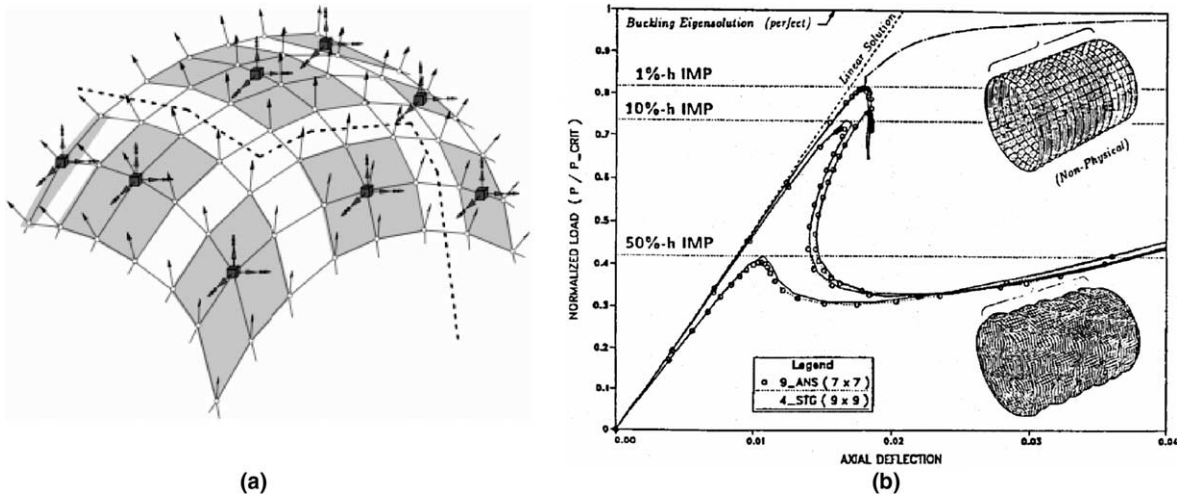 Buckling Eigensolution (perfect)
Linear Solution
1%-h IMP
10%-h IMP
50%-h IMP
(Non-Physical)
NORMALIZED LOAD ( P / P_CRIT )
1
0.9
0.8
0.7
0.6
0.5
0.4
0.3
0.2
0.1
0
Legend
9_ANS ( 7 x 7 )
4_STG ( 9 x 9 )
0.00
0.01
0.02
0.03
0.04
AXIAL DEFLECTION
(a)
(b)